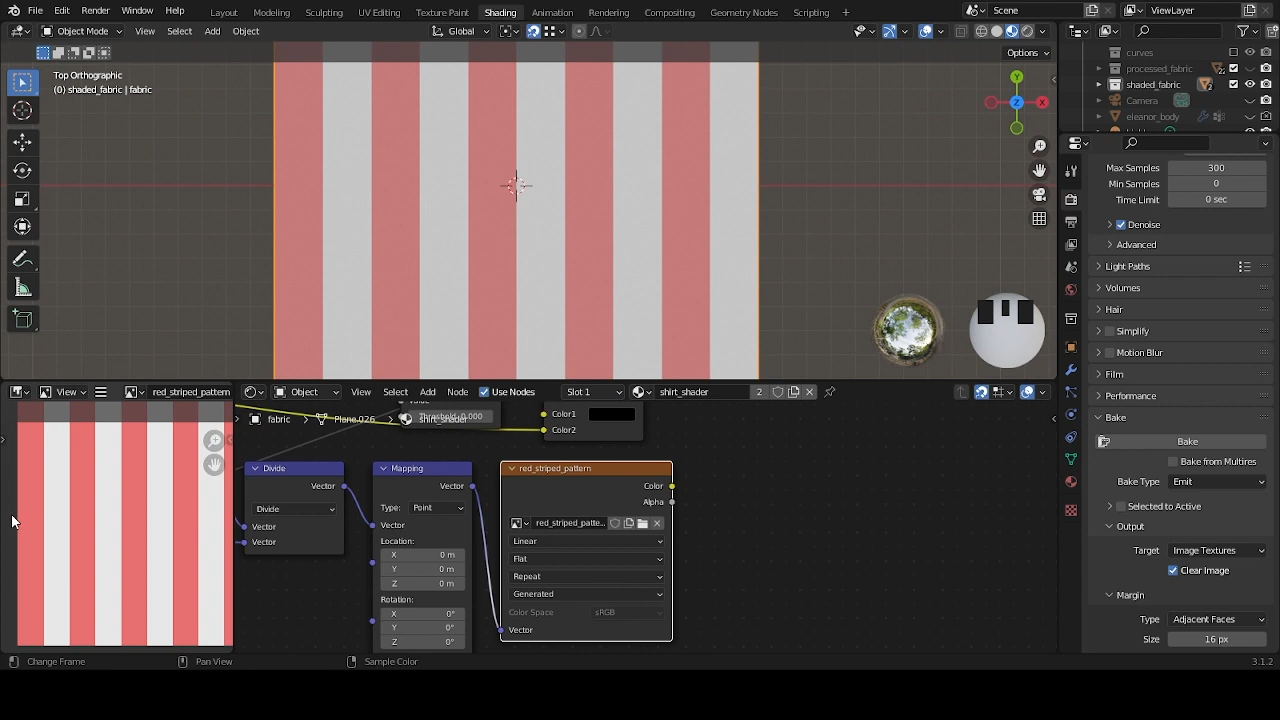 File Edit Render Window Help Layout Modeling Sculpting UV Editing Texture Paint Shading Animation Rendering Compositing Geometry Nodes Scripting + Scene ViewLayer
Object Mode View Select Add Object Global
Options
Top Orthographic
(0) shaded_fabric | fabric
Y
Z X
curves
processed_fabric
shaded_fabric 2
Camera
eleanor_body
Max Samples 300
Min Samples 0
Time Limit 0 sec
Denoise
Advanced
Light Paths
Volumes
Hair
Simplify
Motion Blur
Film
Performance
Bake
Bake
Bake from Multires
Bake Type Emit
Selected to Active
Output
Target Image Textures
Clear Image
Margin
Type Adjacent Faces
Size 16 px
View red_striped_pattern
Object View Select Add Node Use Nodes Slot 1 shirt_shader 2
fabric Plane.026 shirt_shader
Threshold: 0.000
Color1
Color2
Divide
Vector
Divide
Vector
Vector
Mapping
Vector
Type: Point
Vector
Location:
X 0 m
Y 0 m
Z 0 m
Rotation:
X 0°
Y 0°
Z 0°
red_striped_pattern
Color
Alpha
red_striped_patte..
Linear
Flat
Repeat
Generated
Color Space sRGB
Vector
Change Frame Pan View Sample Color 3.1.2